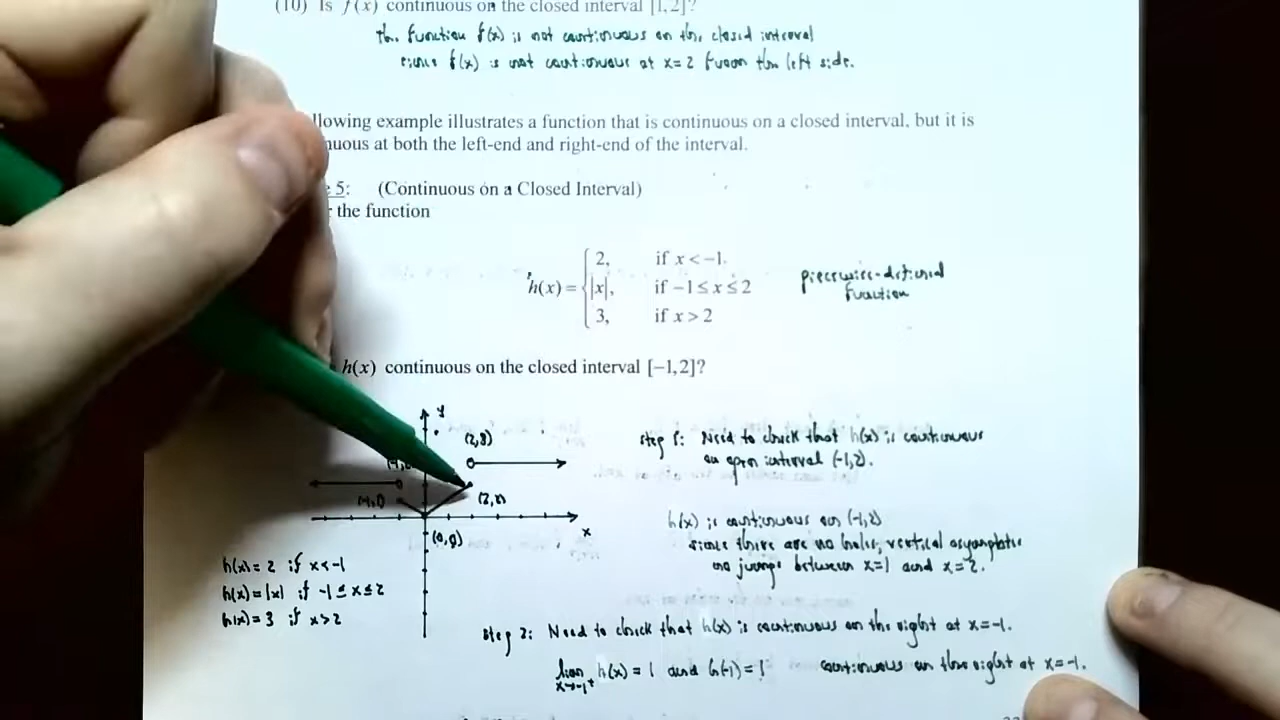 (10) Is f(x) continuous on the closed interval [1,2]?
The function f(x) is not continuous on the closed interval
since f(x) is not continuous at x=2 from the left side.
llowing example illustrates a function that is continuous on a closed interval, but it is
nuous at both the left-end and right-end of the interval.
5: (Continuous on a Closed Interval)
the function
h(x) = { 2, if x < −1
|x|, if −1 ≤ x ≤ 2
3, if x > 2
piecewise-defined
function
h(x) continuous on the closed interval [−1,2]?
y
(2,3)
(2,2)
(-1,1)
x
(0,0)
h(x)=2 if x<-1
h(x)=|x| if -1≤x≤2
h(x)=3 if x>2
Step 1: Need to check that h(x) is continuous
on open interval (-1,2).
h(x) is continuous on (-1,2)
since there are no holes, vertical asymptotes
no jumps between x=1 and x=2.
Step 2: Need to check that h(x) is continuous on the right at x=-1.
lim h(x)=1 and h(-1)=1 continuous on the right at x=-1.
x→-1⁺